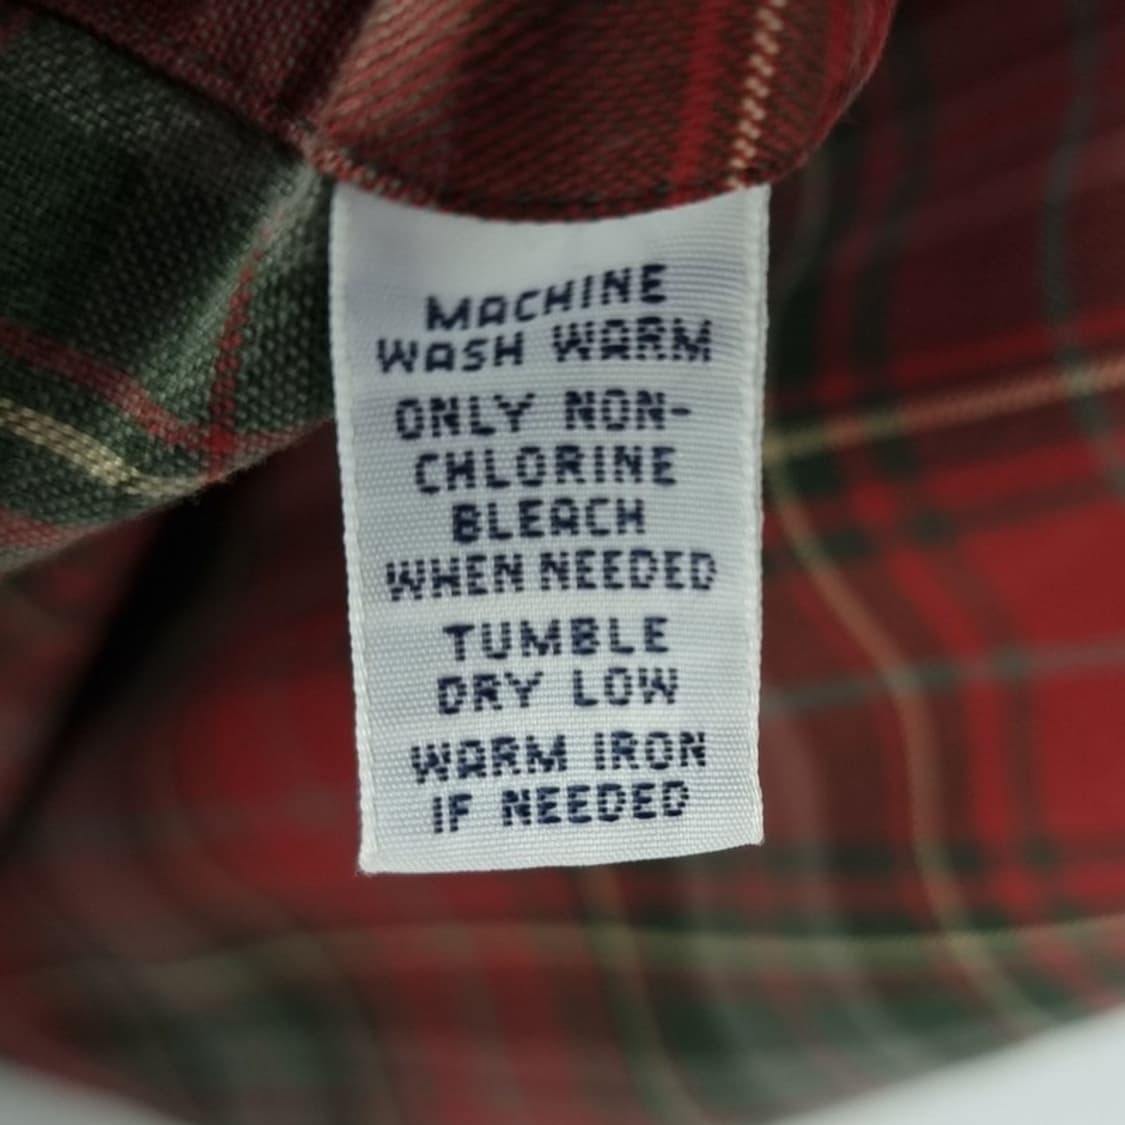 MACHINE
WASH WARM
ONLY NON-
CHLORINE
BLEACH
WHEN NEEDED
TUMBLE
DRY LOW
WARM IRON
IF NEEDED